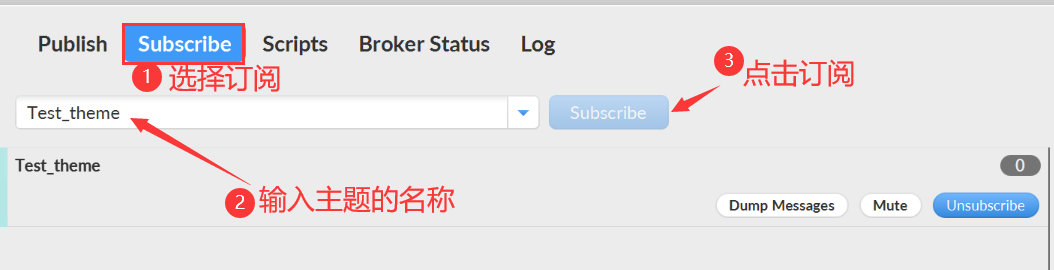 Publish Subscribe Scripts Broker Status Log
1 选择订阅
3 点击订阅
Test_theme Subscribe
Test_theme 0
2 输入主题的名称
Dump Messages Mute Unsubscribe